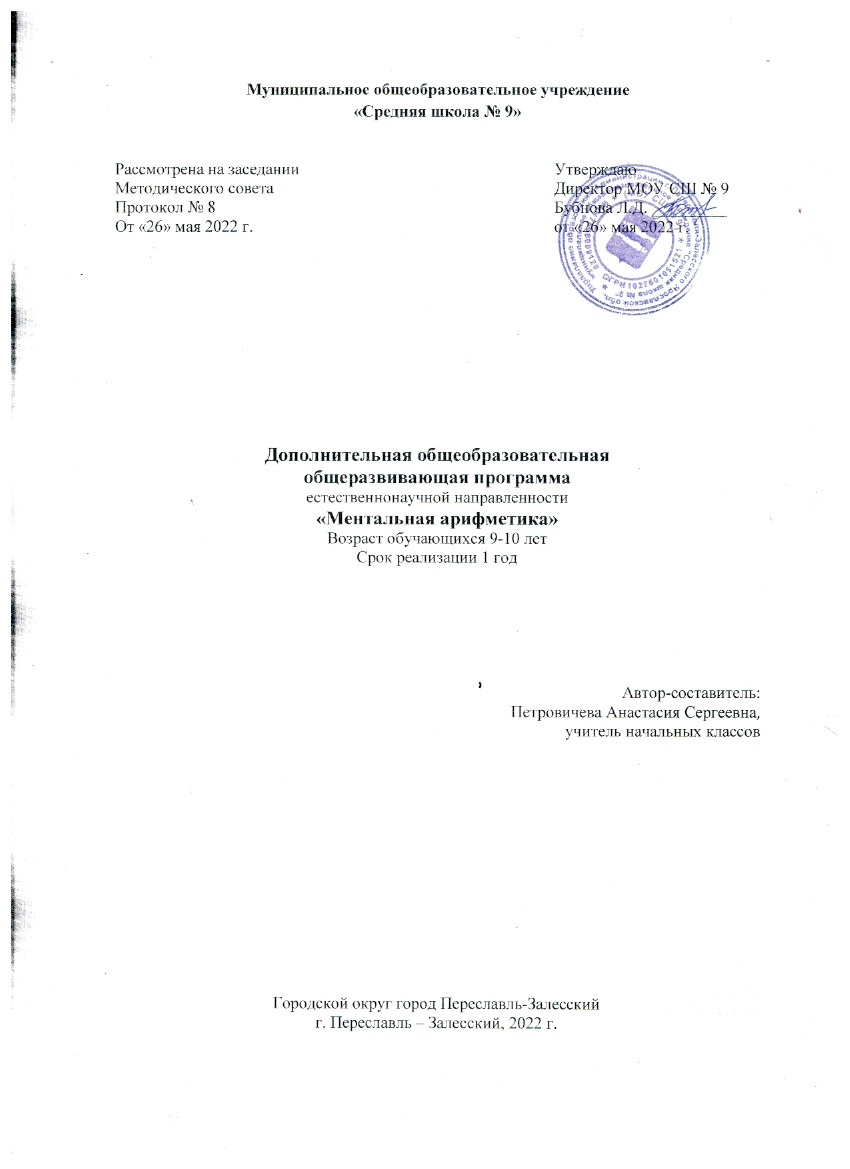 Муниципальное общеобразовательное учреждение
«Средняя школа № 9»
Рассмотрена на заседании
Методического совета
Протокол № 8
От «26» мая 2022 г.
Утверждаю
Директор МОУ СШ № 9
Бубнова Л.Д.
от «26» мая 2022 г.
Дополнительная общеобразовательная
общеразвивающая программа
естественнонаучной направленности
«Ментальная арифметика»
Возраст обучающихся 9-10 лет
Срок реализации 1 год
Автор-составитель:
Петровичева Анастасия Сергеевна,
учитель начальных классов
Городской округ город Переславль-Залесский
г. Переславль – Залесский, 2022 г.